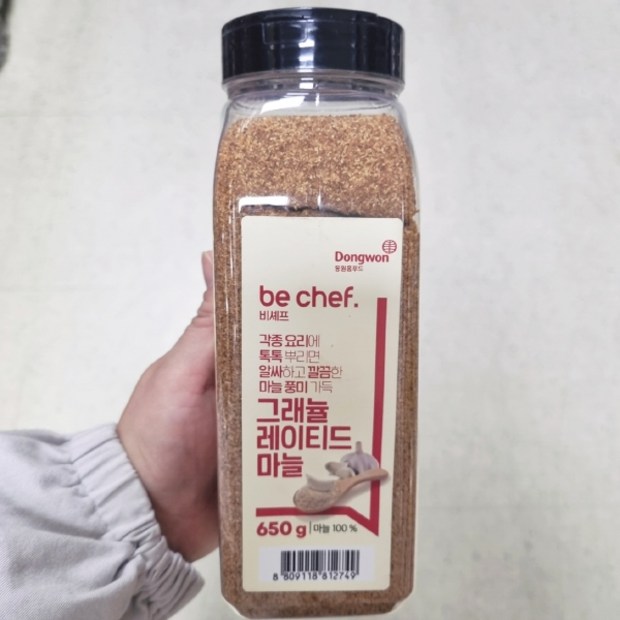 Dongwon
동원홈푸드
be chef.
비셰프
각종 요리에
톡톡 뿌리면,
알싸하고 깔끔한
마늘 풍미 가득
그래뉼
레이티드
마늘
650 g 마늘 100 %
8 809118 812749